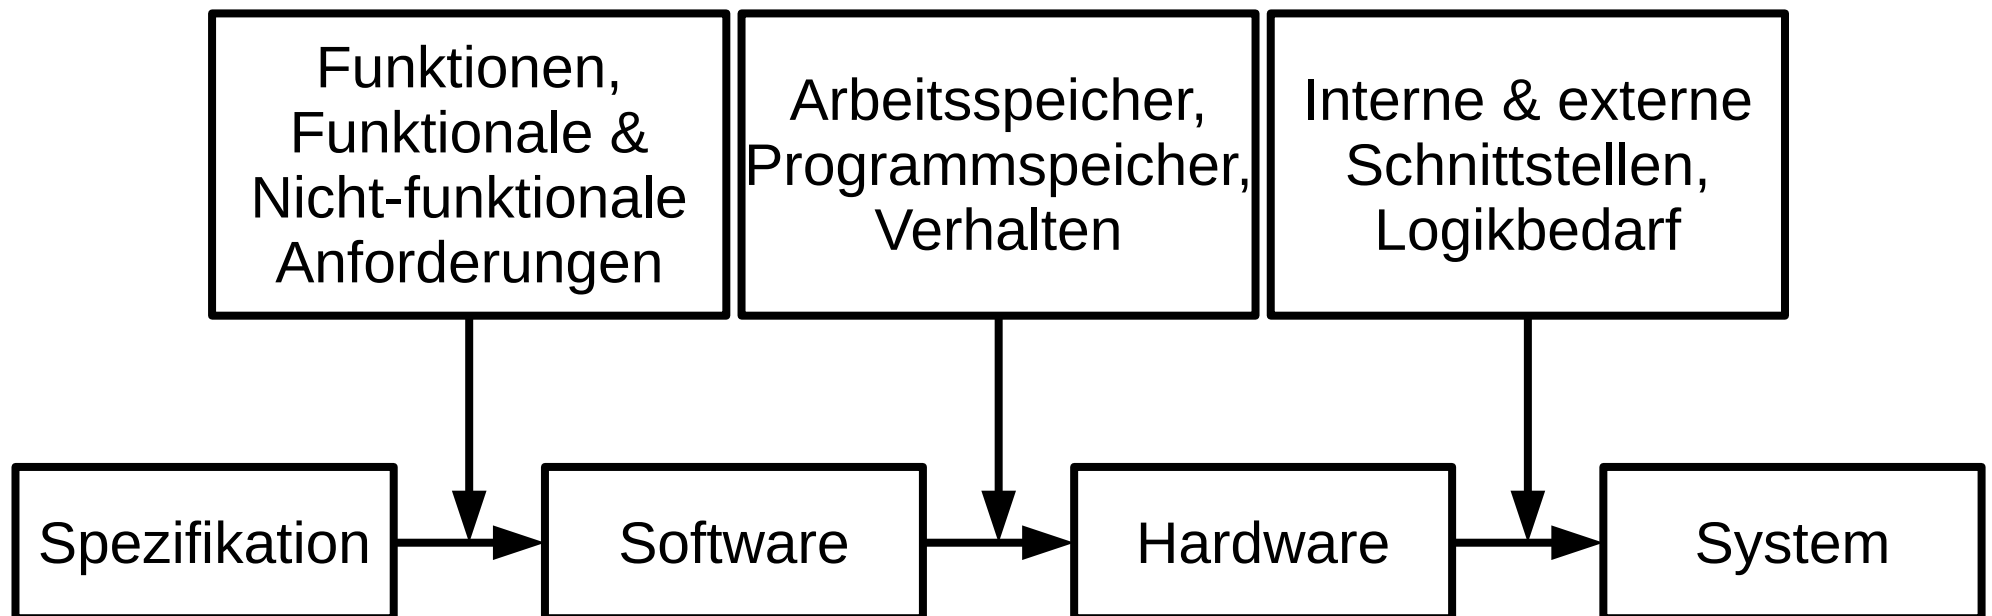 Funktionen,
Funktionale &
Nicht-funktionale
Anforderungen
Arbeitsspeicher,
Programmspeicher,
Verhalten
Interne & externe
Schnittstellen,
Logikbedarf
Spezifikation
Software
Hardware
System